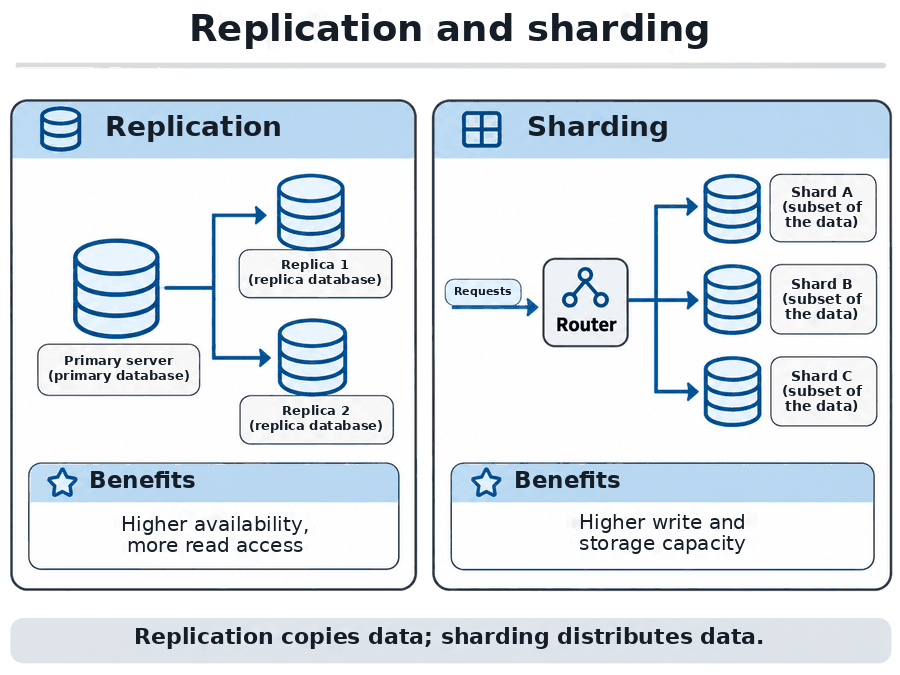 Replication and sharding
Replication
Replica 1
(replica database)
Primary server
(primary database)
Replica 2
(replica database)
Benefits
Higher availability,
more read access
Sharding
Requests
Router
Shard A
(subset of
the data)
Shard B
(subset of
the data)
Shard C
(subset of
the data)
Benefits
Higher write and
storage capacity
Replication copies data; sharding distributes data.